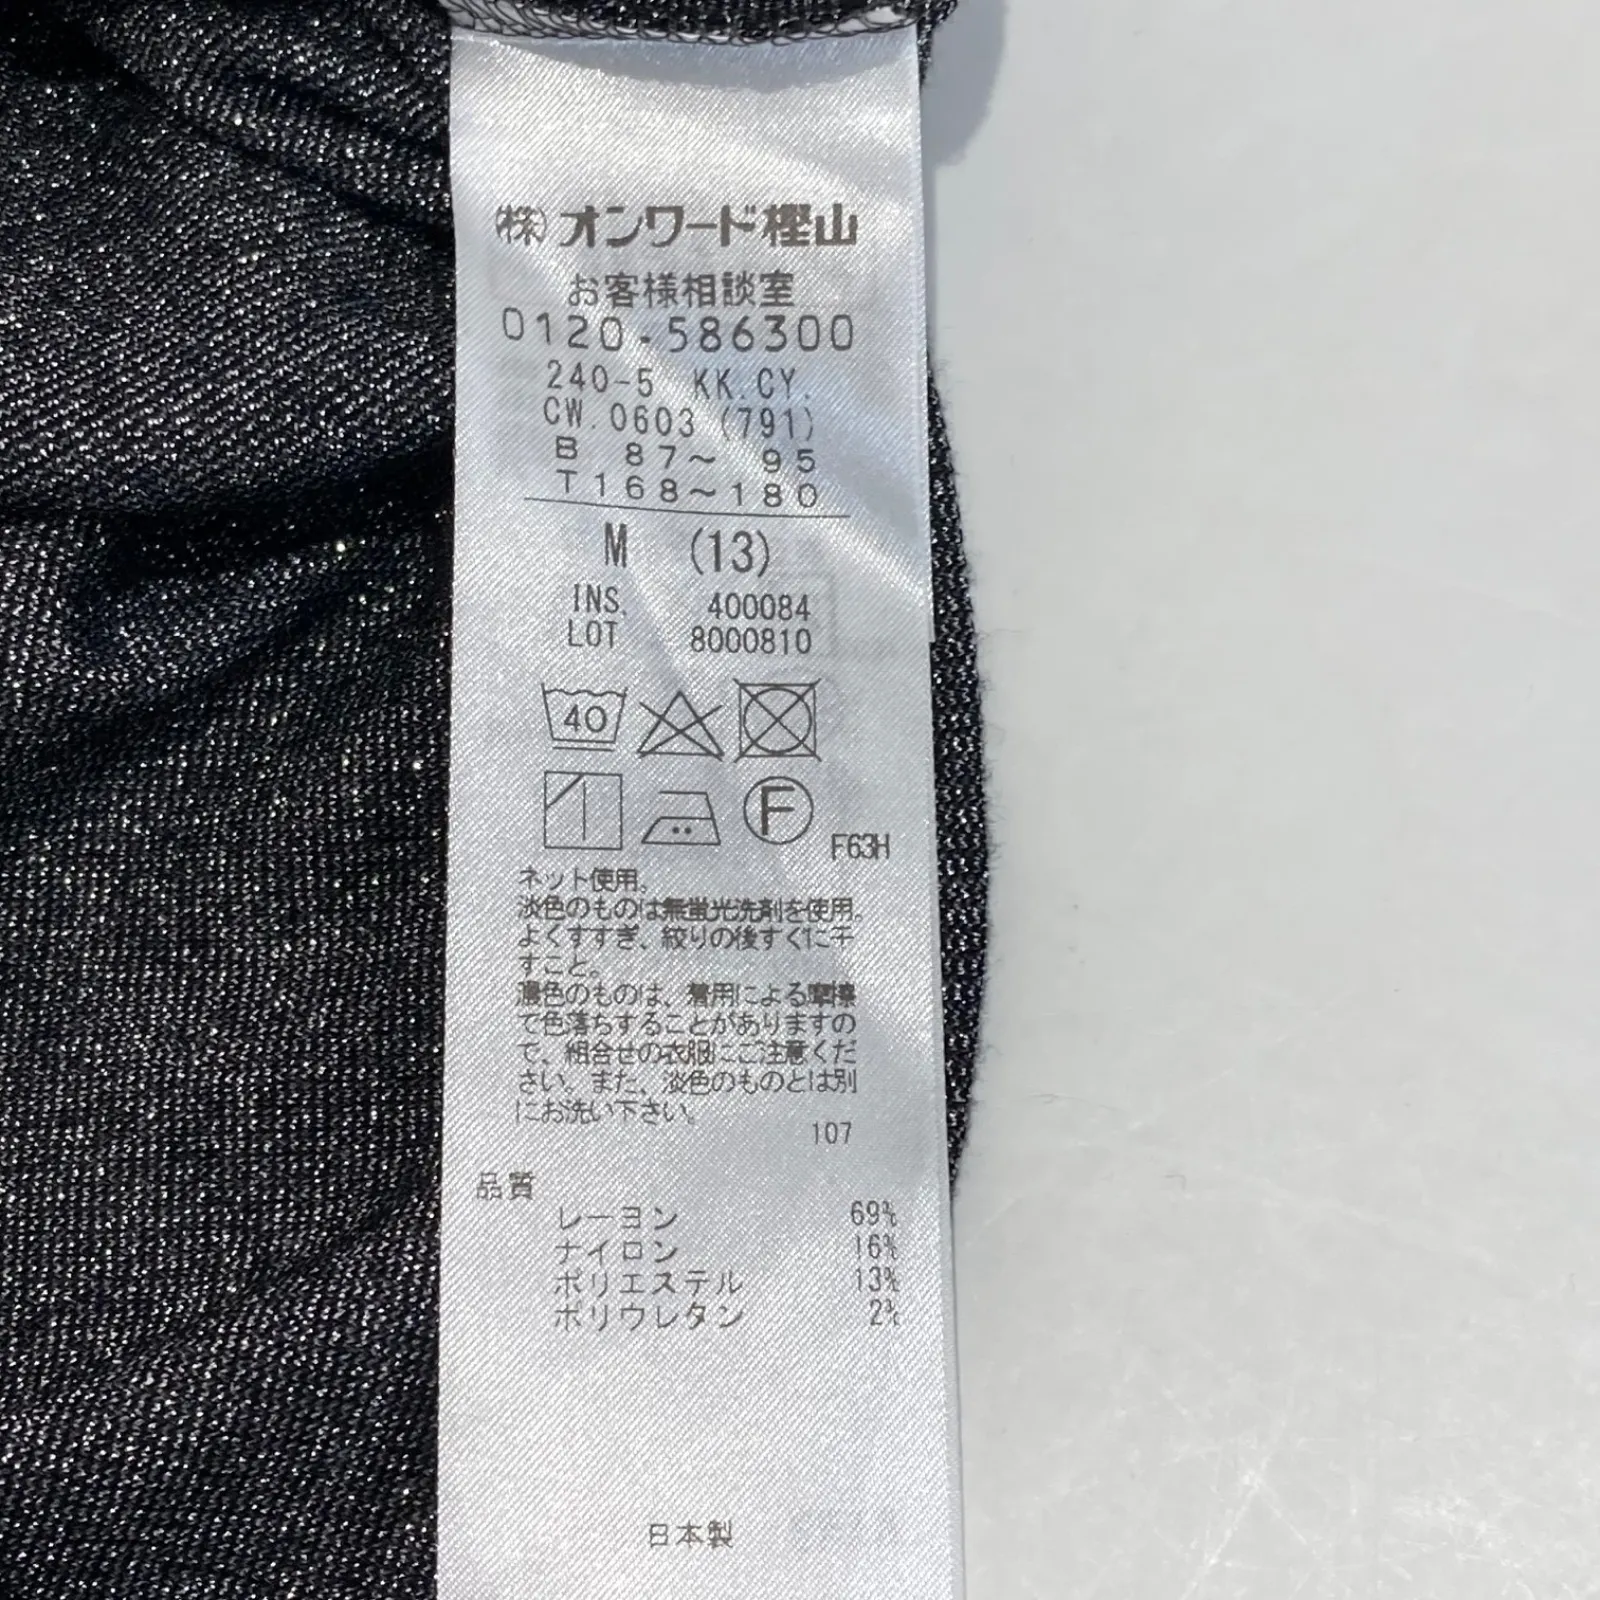 (株)オンワード樫山
お客様相談室
0120-586300
240-5 KK.CY.
CW.0603(791)
B 87～ 95
T168～180
M (13)
INS. 400084
LOT 8000810
40
F
F63H
ネット使用。
淡色のものは無蛍光洗剤を使用。
よくすすぎ、絞りの後すぐに干
すこと。
濃色のものは、着用による摩擦
で色落ちすることがありますの
で、組合せの衣服にご注意くだ
さい。また、淡色のものとは別
にお洗い下さい。
107
品質
レーヨン 69%
ナイロン 16%
ポリエステル 13%
ポリウレタン 2%
日本製